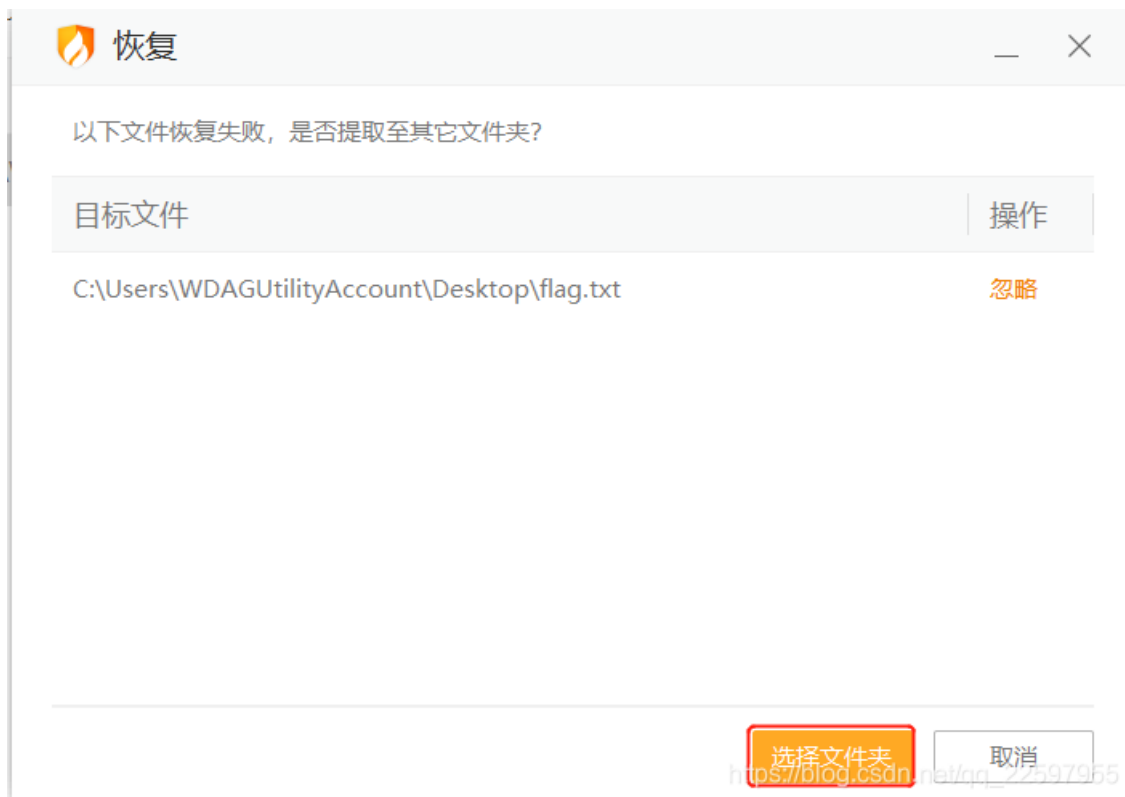 恢复
以下文件恢复失败，是否提取至其它文件夹？
目标文件 操作
C:\Users\WDAGUtilityAccount\Desktop\flag.txt 忽略
选择文件夹 取消
https://blog.csdn.net/qq_22597955